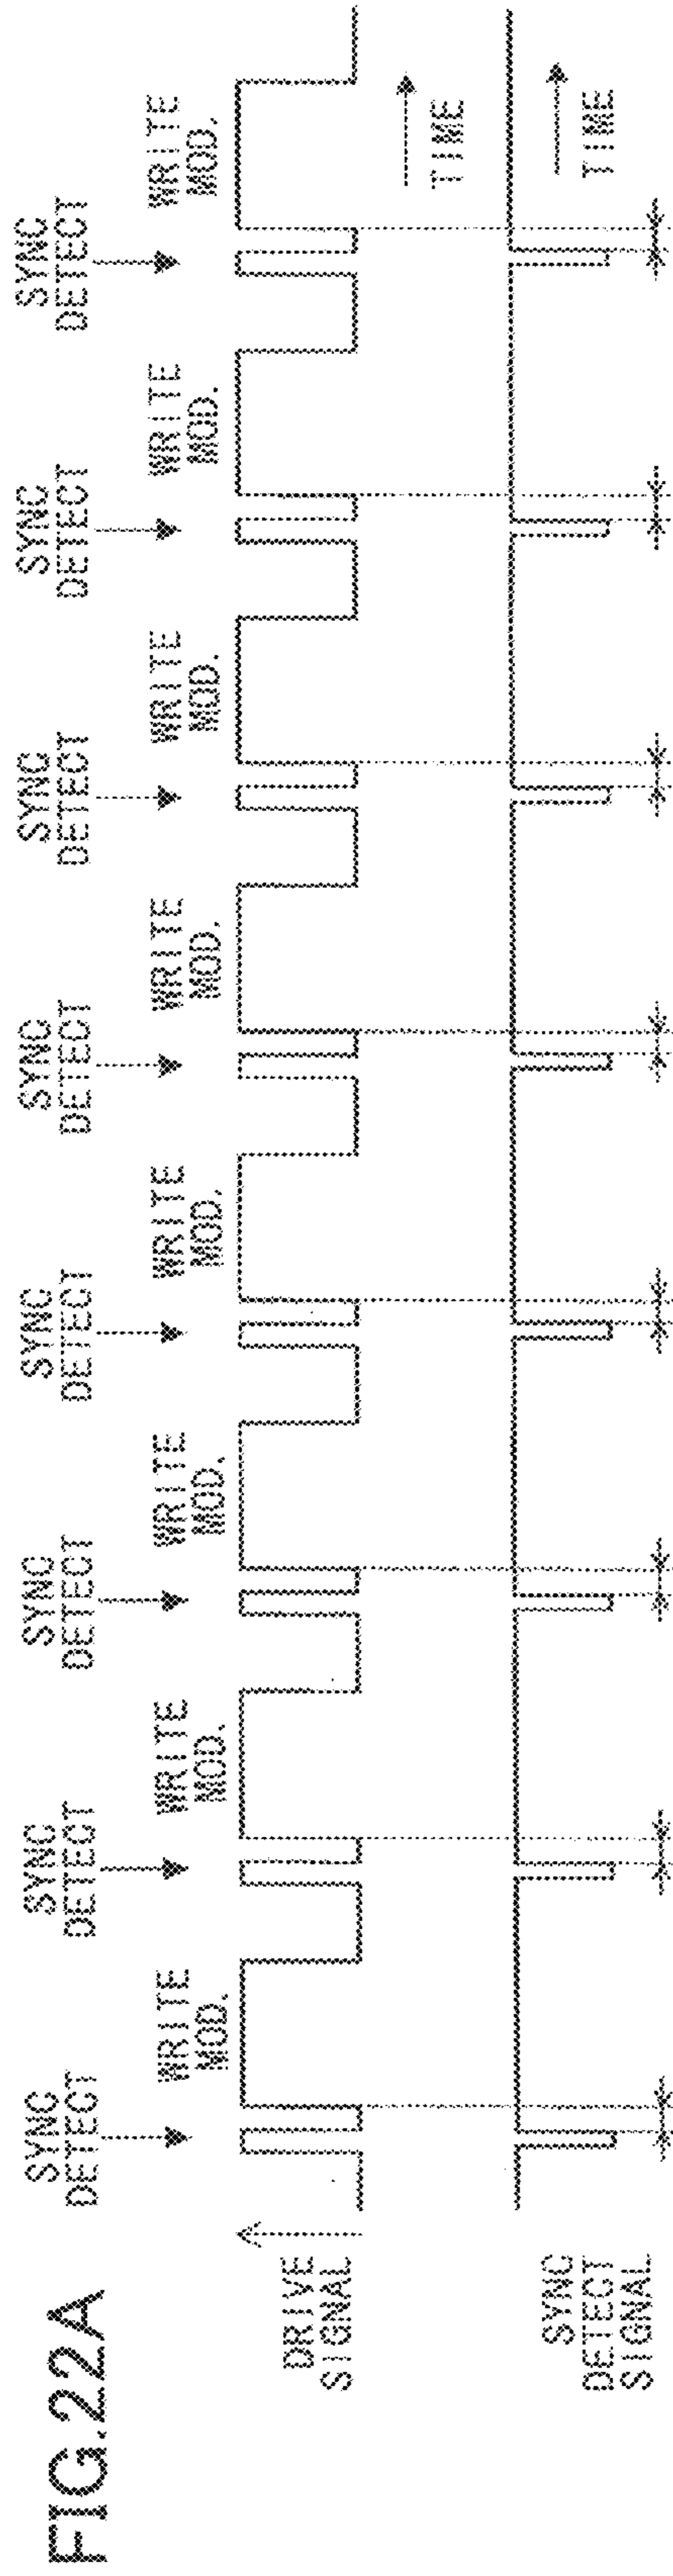 FIG.22A
SYNC
DETECT
SYNC
DETECT
SYNC
DETECT
SYNC
DETECT
SYNC
DETECT
SYNC
DETECT
SYNC
DETECT
SYNC
DETECT
WRITE
MOD.
WRITE
MOD.
WRITE
MOD.
WRITE
MOD.
WRITE
MOD.
WRITE
MOD.
WRITE
MOD.
WRITE
MOD.
DRIVE
SIGNAL
TIME
SYNC
DETECT
SIGNAL
TIME